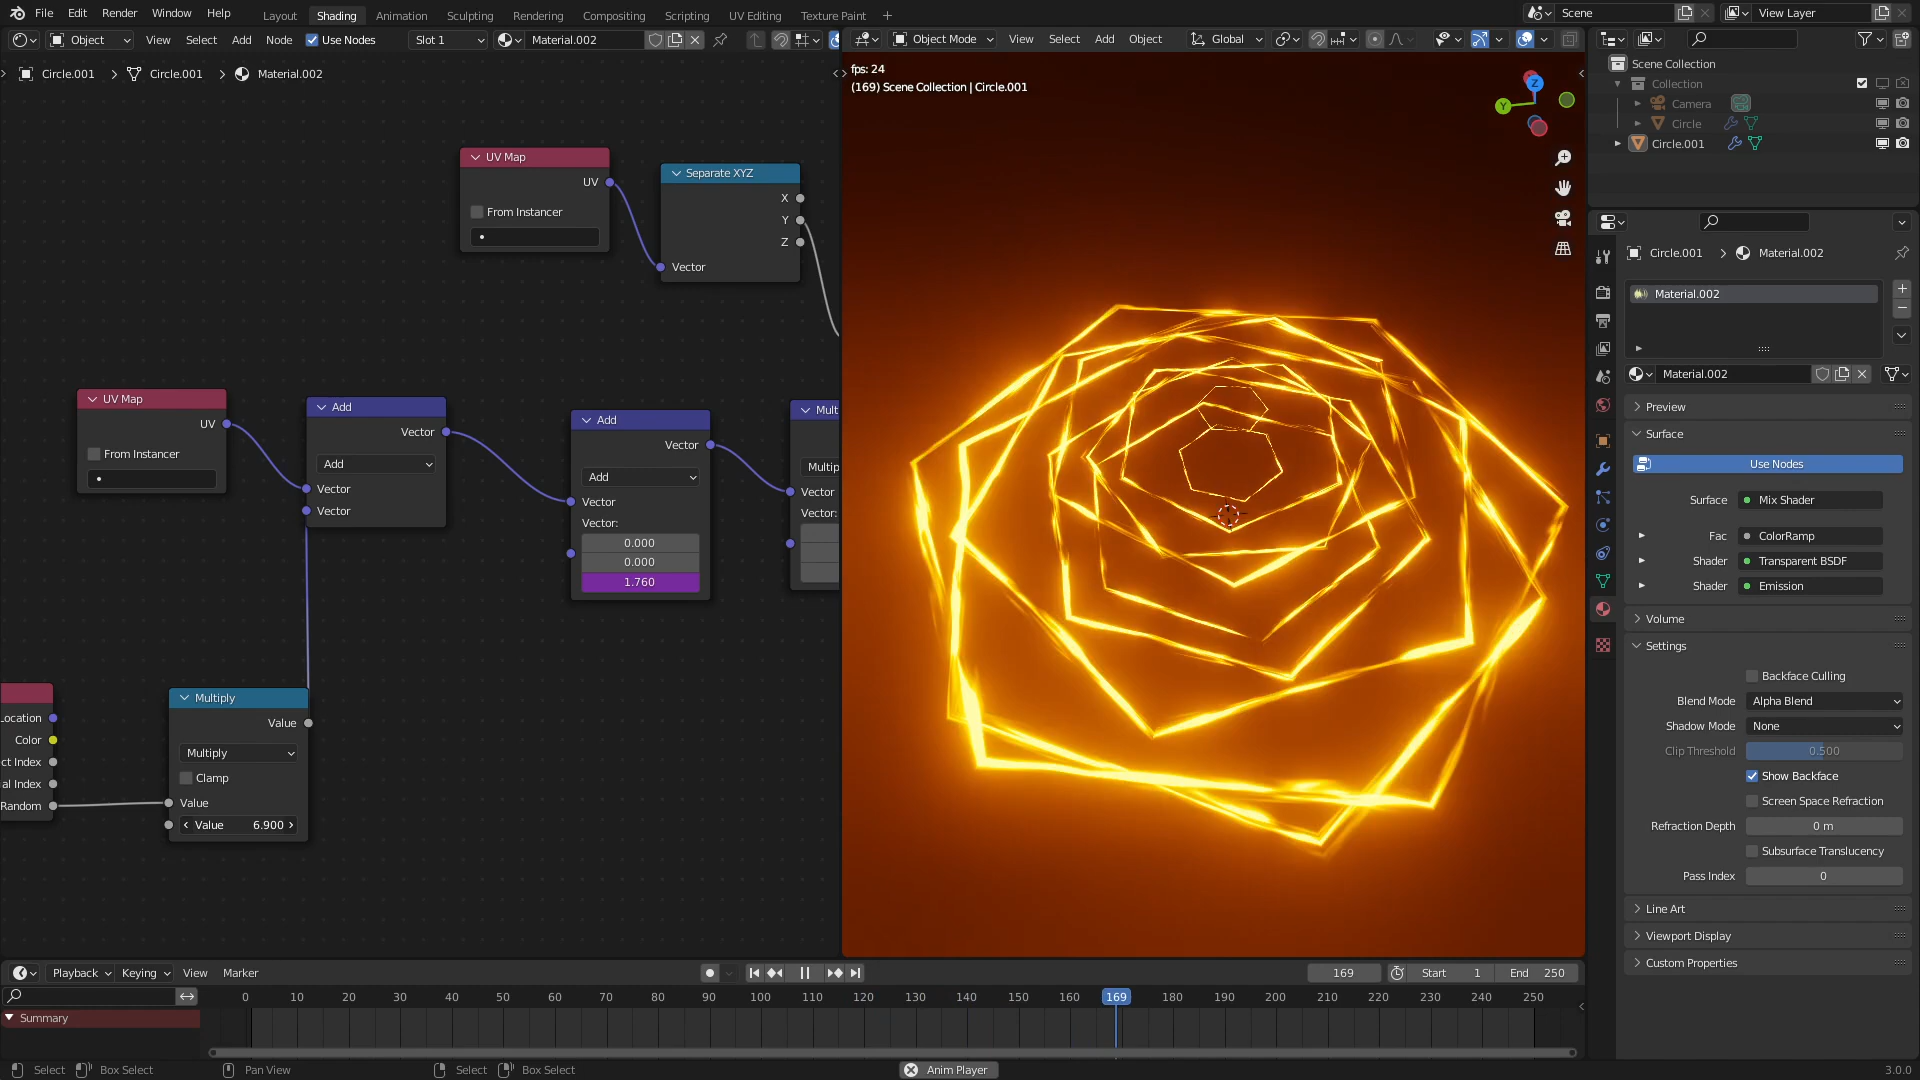 File Edit Render Window Help Layout Shading Animation Sculpting Rendering Compositing Scripting UV Editing Texture Paint + Scene View Layer
Object View Select Add Node Use Nodes Slot 1 Material.002
Object Mode View Select Add Object Global
Circle.001 > Circle.001 > Material.002
fps: 24
(169) Scene Collection | Circle.001
Z
Y
UV Map
UV
From Instancer
Separate XYZ
X
Y
Z
Vector
UV Map
UV
From Instancer
Add
Vector
Add
Vector
Vector
Add
Vector
Add
Vector
Vector:
0.000
0.000
1.760
Mult
Multip
Vector
Vector:
Location
Color
ct Index
al Index
Random
Multiply
Value
Multiply
Clamp
Value
Value 6.900
Scene Collection
Collection
Camera
Circle
Circle.001
Circle.001 > Material.002
Material.002
Material.002
Preview
Surface
Use Nodes
Surface Mix Shader
Fac ColorRamp
Shader Transparent BSDF
Shader Emission
Volume
Settings
Backface Culling
Blend Mode Alpha Blend
Shadow Mode None
Clip Threshold 0.500
Show Backface
Screen Space Refraction
Refraction Depth 0 m
Subsurface Translucency
Pass Index 0
Line Art
Viewport Display
Custom Properties
Playback Keying View Marker 169 Start 1 End 250
0 10 20 30 40 50 60 70 80 90 100 110 120 130 140 150 160 169 180 190 200 210 220 230 240 250
Summary
Select Box Select Pan View Select Box Select Anim Player 3.0.0